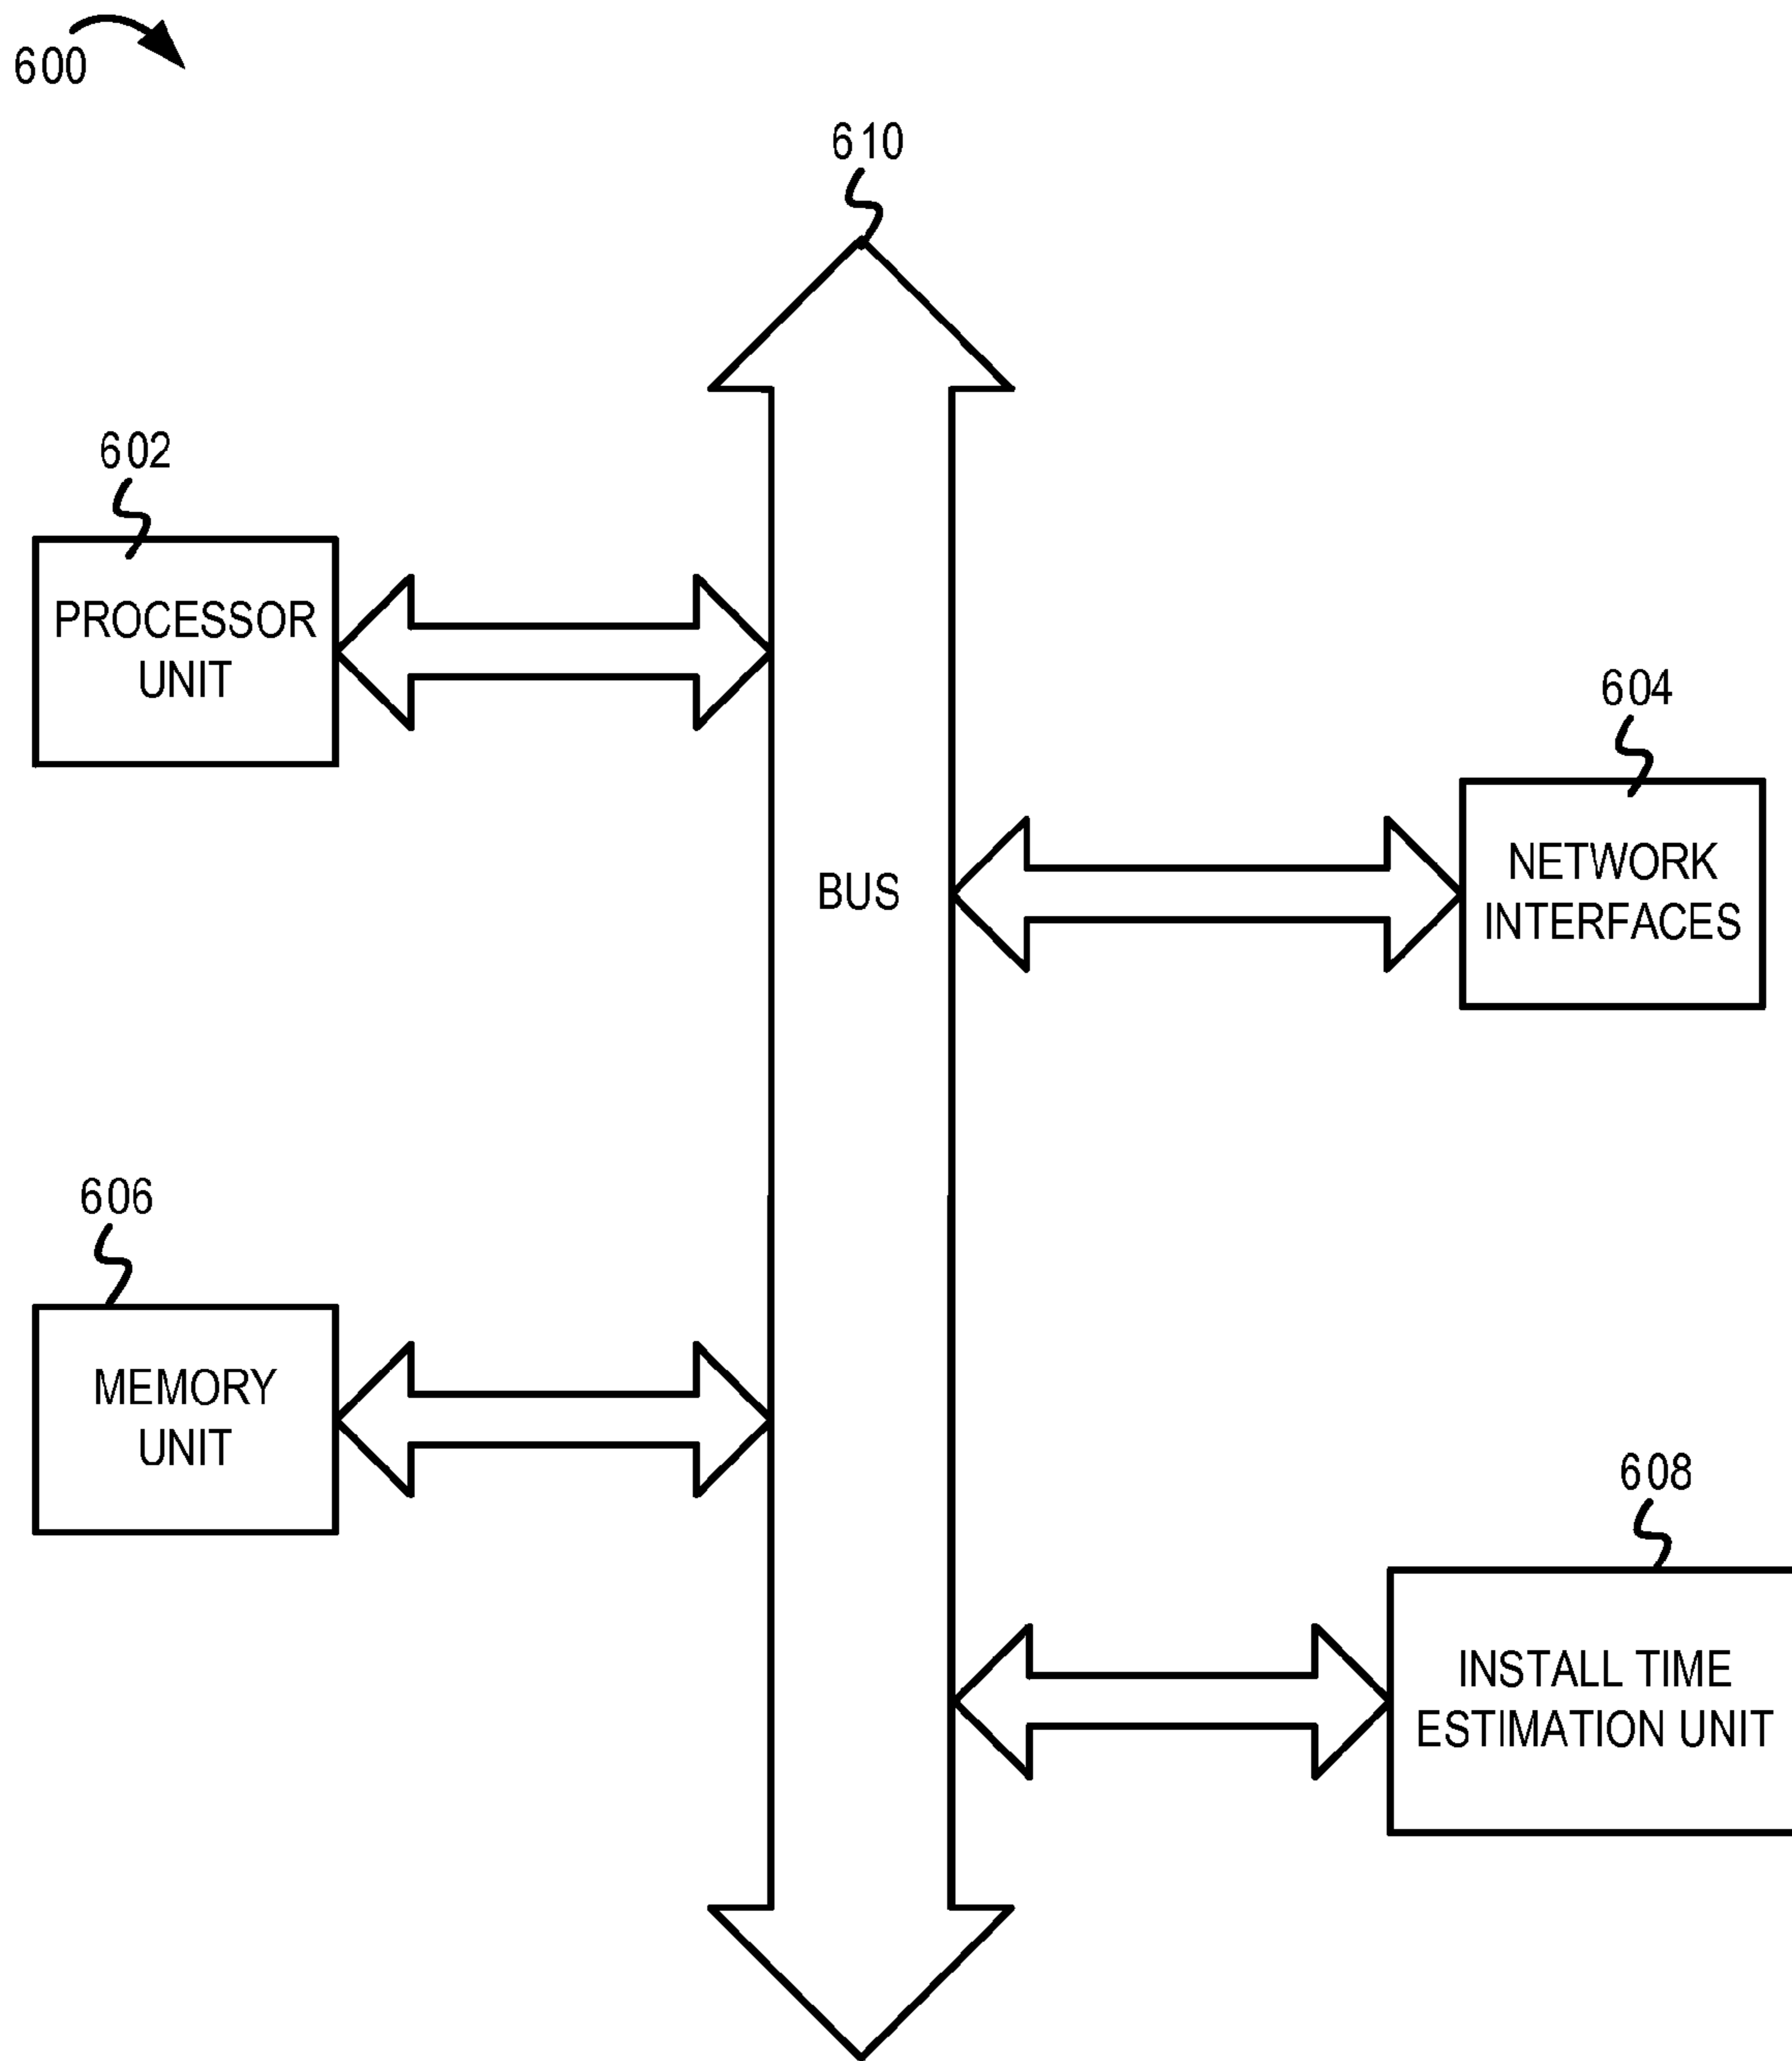 600
610
602
PROCESSOR
UNIT
604
NETWORK
INTERFACES
BUS
606
MEMORY
UNIT
608
INSTALL TIME
ESTIMATION UNIT